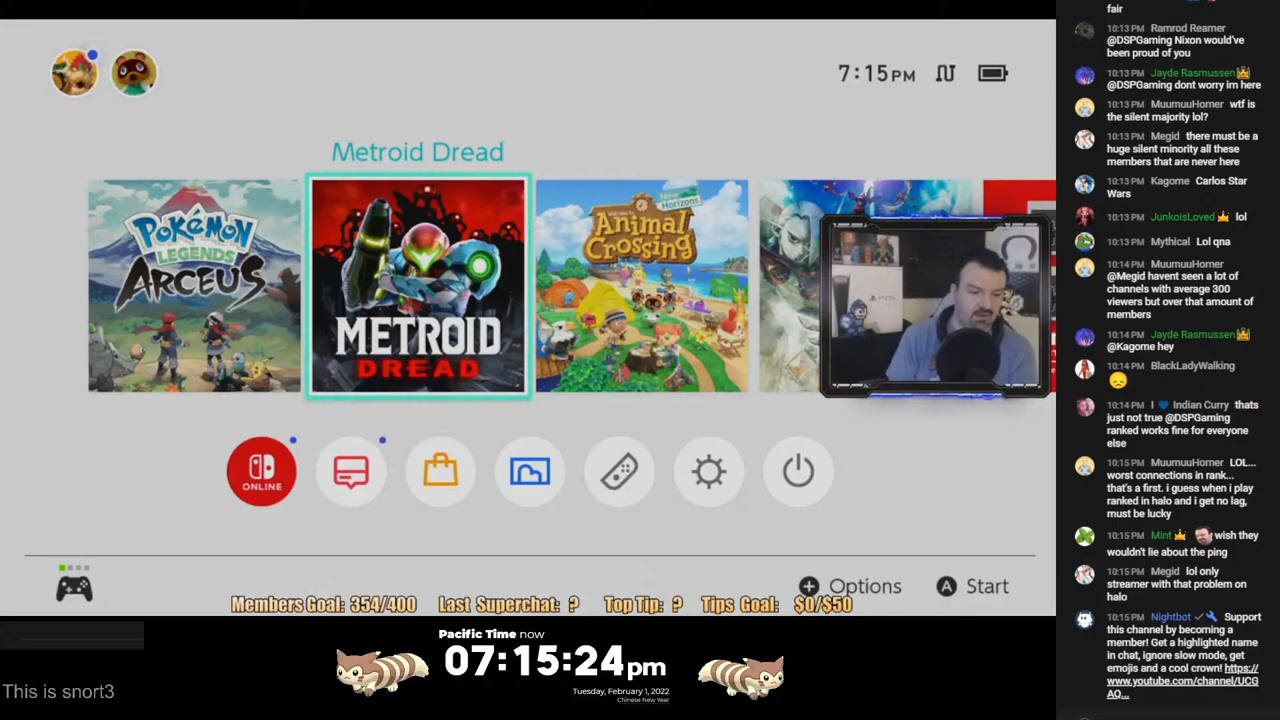 7:15PM
Metroid Dread
POKÉMON
LEGENDS
ARCEUS
METROID
DREAD
New Horizons
ANIMAL
CROSSING
ONLINE
Options
A Start
Members Goal: 354/400 Last Superchat: ? Top Tip: ? Tips Goal: $0/$50
Pacific Time now
07:15:24pm
Tuesday, February 1, 2022
Chinese New Year
This is snort3
fair
10:13 PM Ramrod Reamer
@DSPGaming Nixon would've
been proud of you
10:13 PM Jayde Rasmussen
@DSPGaming dont worry im here
10:13 PM MuumuuHomer wtf is
the silent majority lol?
10:13 PM Megid there must be a
huge silent minority all these
members that are never here
10:13 PM Kagome Carlos Star
Wars
10:13 PM JunkoisLoved lol
10:13 PM Mythical Lol qna
10:14 PM MuumuuHomer
@Megid havent seen a lot of
channels with average 300
viewers but over that amount of
members
10:14 PM Jayde Rasmussen
@Kagome hey
10:14 PM BlackLadyWalking
😞
10:14 PM I 💙 Indian Curry thats
just not true @DSPGaming
ranked works fine for everyone
else
10:15 PM MuumuuHomer LOL...
worst connections in rank...
that's a first. i guess when i play
ranked in halo and i get no lag,
must be lucky
10:15 PM Mint wish they
wouldn't lie about the ping
10:15 PM Megid lol only
streamer with that problem on
halo
10:15 PM Nightbot Support
this channel by becoming a
member! Get a highlighted name
in chat, ignore slow mode, get
emojis and a cool crown! https://
www.youtube.com/channel/UCG
AQ...